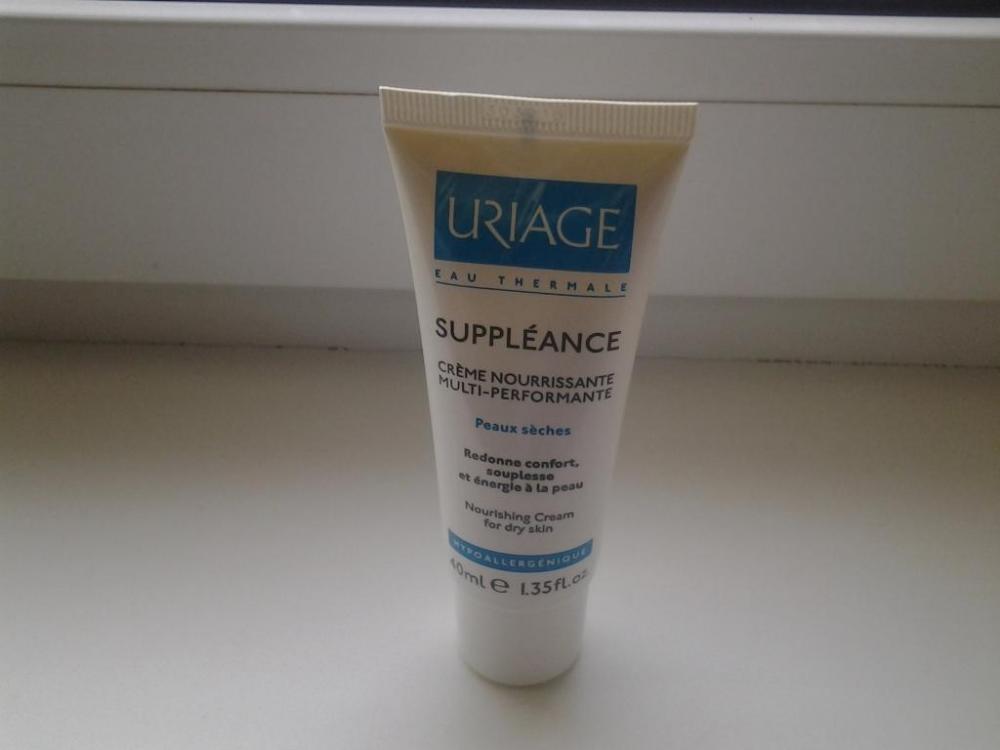 URIAGE
EAU THERMALE
SUPPLÉANCE
CRÈME NOURRISSANTE
MULTI-PERFORMANTE
Peaux sèches
Redonne confort,
souplesse
et énergie à la peau
Nourishing Cream
for dry skin
HYPOALLERGÉNIQUE
40ml e 1.35fl.oz.